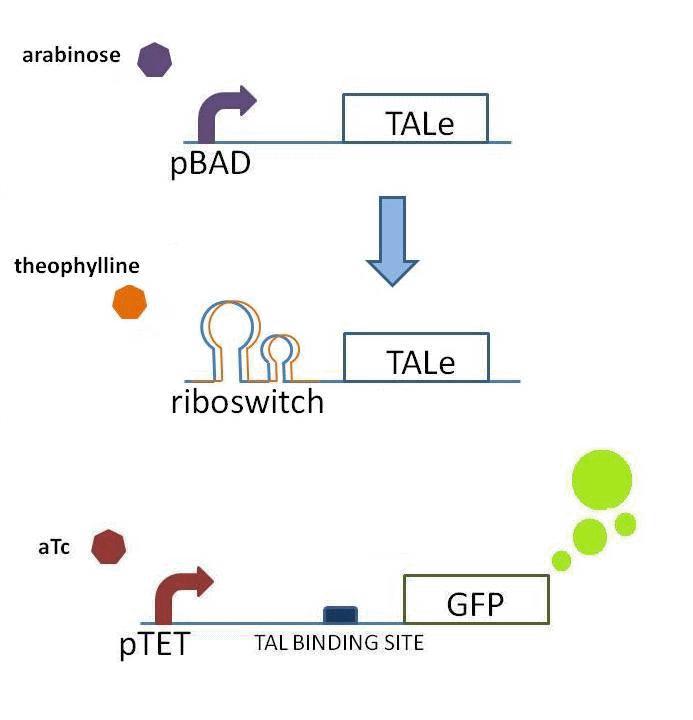 arabinose
TALe
pBAD
theophylline
TALe
riboswitch
aTc
GFP
pTET
TAL BINDING SITE